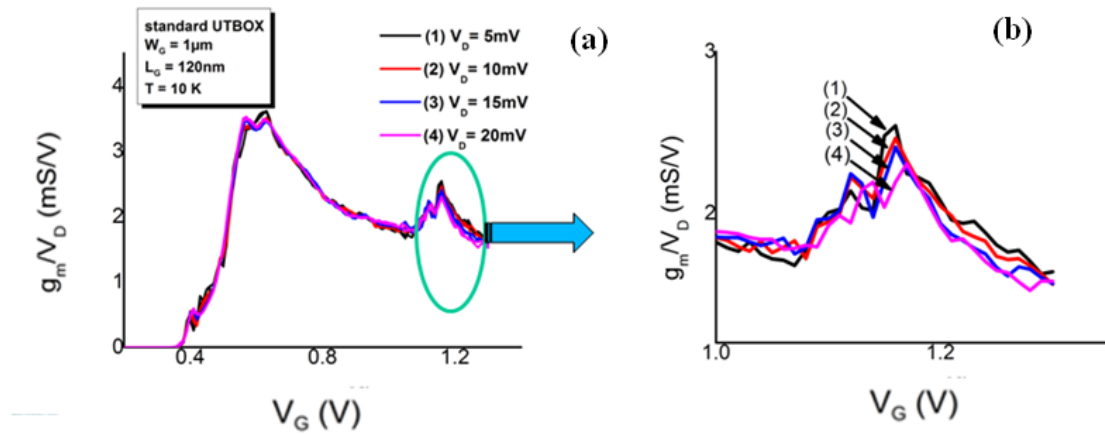 standard UTBOX
W_G = 1µm
L_G = 120nm
T = 10 K
(1) V_D = 5mV
(2) V_D = 10mV
(3) V_D = 15mV
(4) V_D = 20mV
(a)
g_m/V_D (mS/V)
4
3
2
1
0
0.4
0.8
1.2
V_G (V)
(b)
g_m/V_D (mS/V)
3
2
1
(1)
(2)
(3)
(4)
1.0
1.2
V_G (V)